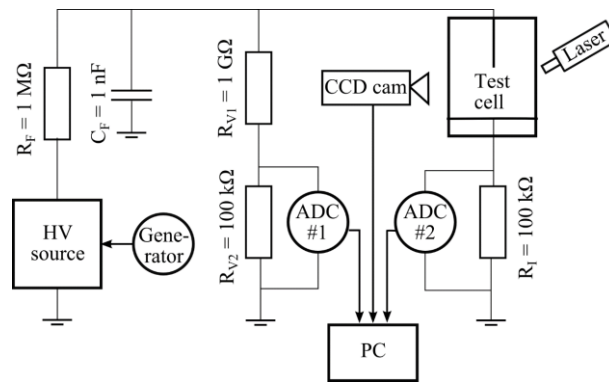 R_F = 1 MΩ
C_F = 1 nF
R_V1 = 1 GΩ
CCD cam
Test
cell
Laser
HV
source
Gene-
rator
R_V2 = 100 kΩ
ADC
#1
ADC
#2
R_I = 100 kΩ
PC